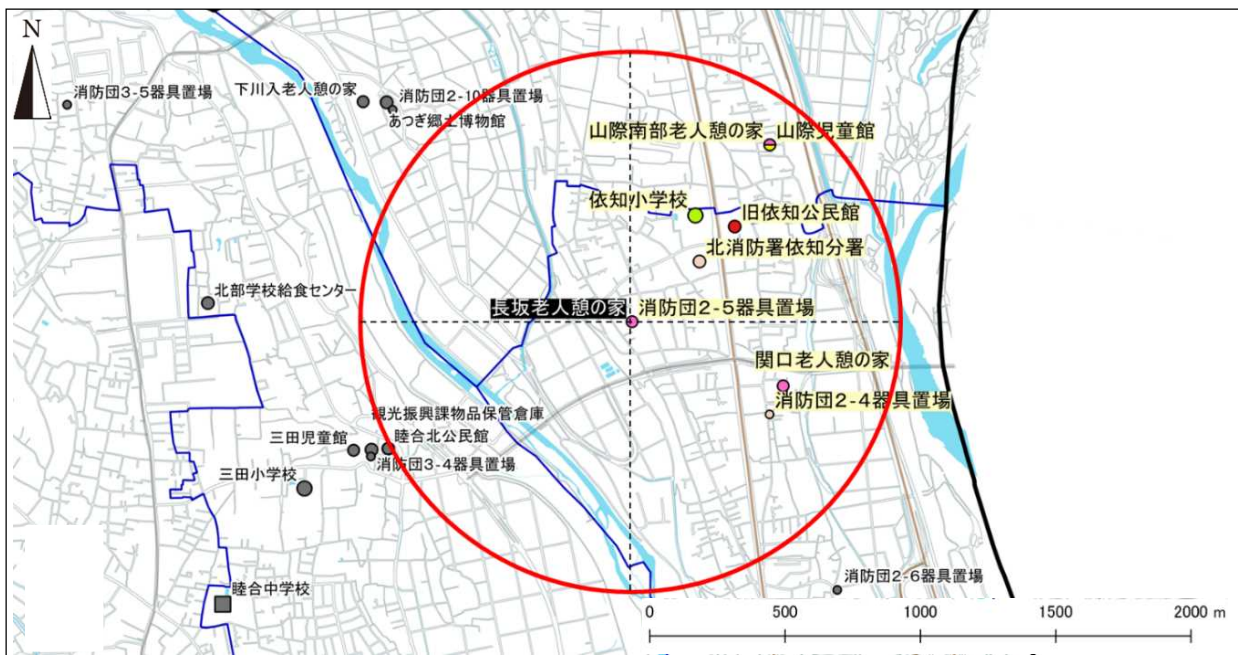 N
消防団3-5器具置場
下川入老人憩の家
消防団2-10器具置場
あつぎ郷土博物館
山際南部老人憩の家
山際児童館
依知小学校
旧依知公民館
北消防署依知分署
北部学校給食センター
長坂老人憩の家
消防団2-5器具置場
関口老人憩の家
消防団2-4器具置場
観光振興課物品保管倉庫
三田児童館
睦合北公民館
消防団3-4器具置場
三田小学校
消防団2-6器具置場
睦合中学校
0 500 1000 1500 2000 m